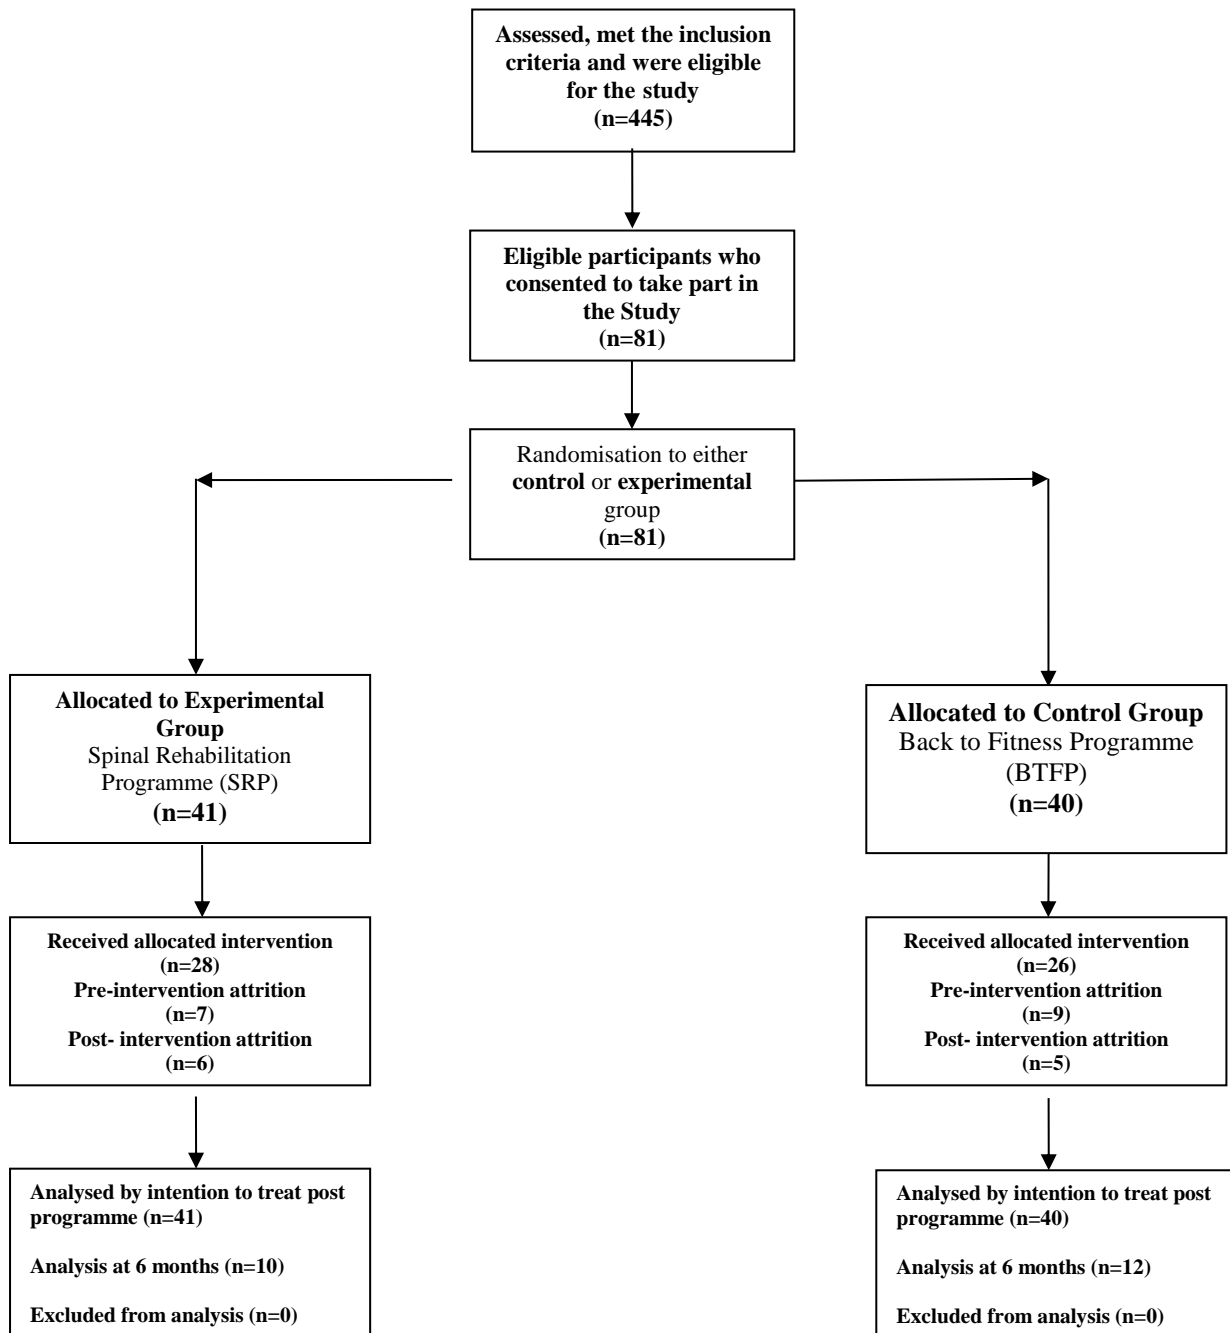 Assessed, met the inclusion
criteria and were eligible
for the study
(n=445)
Eligible participants who
consented to take part in
the Study
(n=81)
Randomisation to either
control or experimental
group
(n=81)
Allocated to Experimental
Group
Spinal Rehabilitation
Programme (SRP)
(n=41)
Allocated to Control Group
Back to Fitness Programme
(BTFP)
(n=40)
Received allocated intervention
(n=28)
Pre-intervention attrition
(n=7)
Post- intervention attrition
(n=6)
Received allocated intervention
(n=26)
Pre-intervention attrition
(n=9)
Post- intervention attrition
(n=5)
Analysed by intention to treat post
programme (n=41)
Analysis at 6 months (n=10)
Excluded from analysis (n=0)
Analysed by intention to treat post
programme (n=40)
Analysis at 6 months (n=12)
Excluded from analysis (n=0)